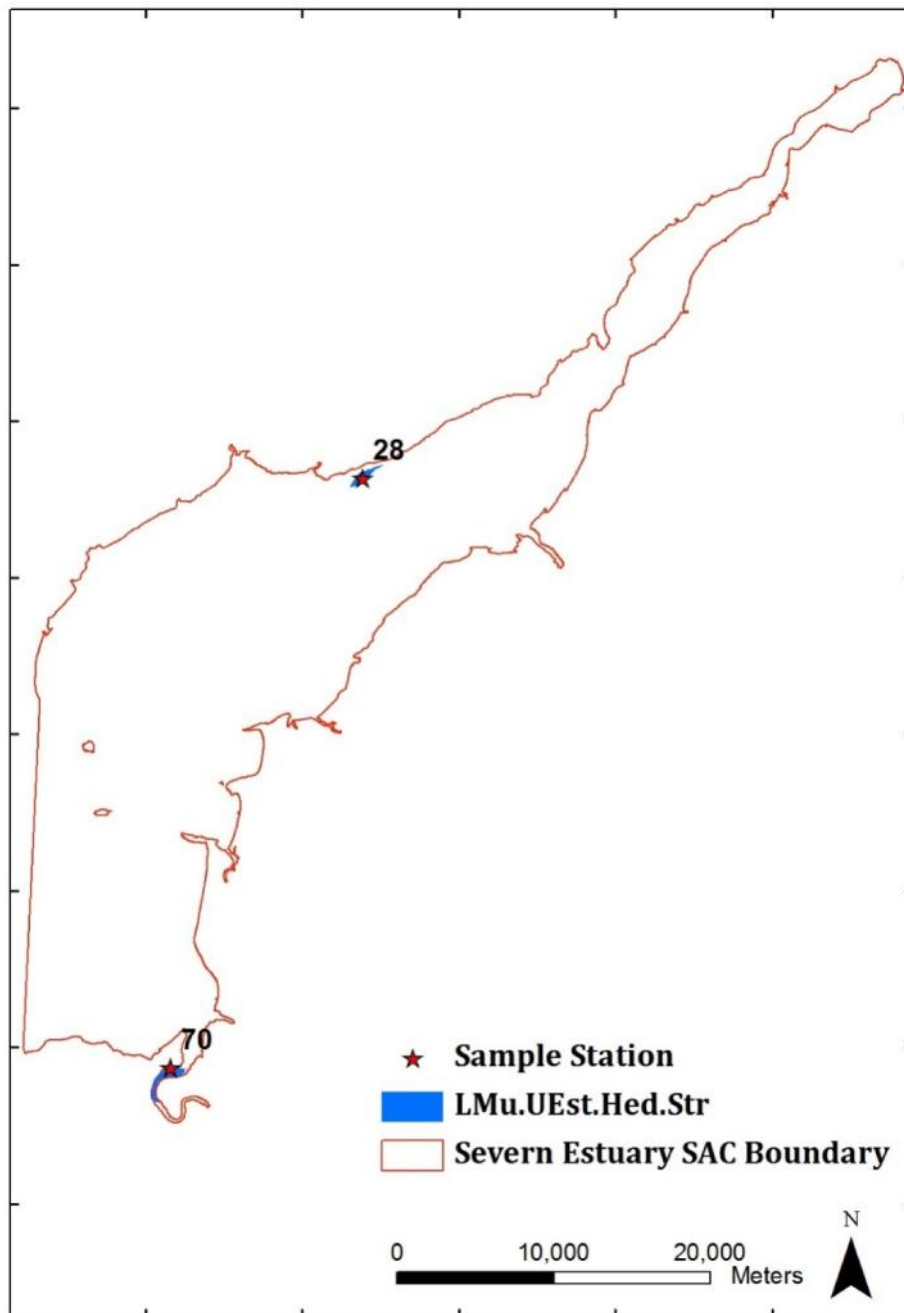 28
70
Sample Station
LMu.UEst.Hed.Str
Severn Estuary SAC Boundary
N
0 10,000 20,000
Meters